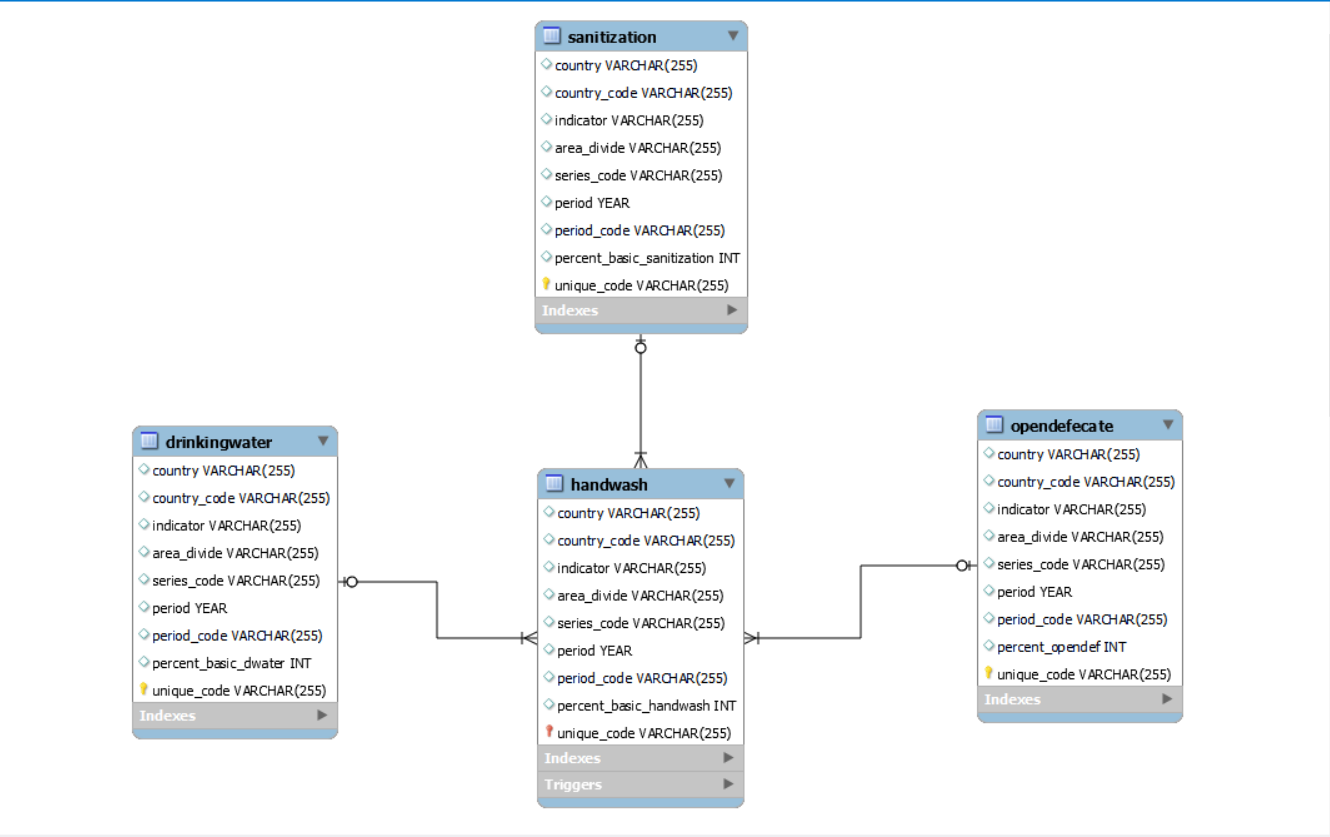 sanitization
country VARCHAR(255)
country_code VARCHAR(255)
indicator VARCHAR(255)
area_divide VARCHAR(255)
series_code VARCHAR(255)
period YEAR
period_code VARCHAR(255)
percent_basic_sanitization INT
unique_code VARCHAR(255)
Indexes
drinkingwater
country VARCHAR(255)
country_code VARCHAR(255)
indicator VARCHAR(255)
area_divide VARCHAR(255)
series_code VARCHAR(255)
period YEAR
period_code VARCHAR(255)
percent_basic_dwater INT
unique_code VARCHAR(255)
Indexes
handwash
country VARCHAR(255)
country_code VARCHAR(255)
indicator VARCHAR(255)
area_divide VARCHAR(255)
series_code VARCHAR(255)
period YEAR
period_code VARCHAR(255)
percent_basic_handwash INT
unique_code VARCHAR(255)
Indexes
Triggers
opendefecate
country VARCHAR(255)
country_code VARCHAR(255)
indicator VARCHAR(255)
area_divide VARCHAR(255)
series_code VARCHAR(255)
period YEAR
period_code VARCHAR(255)
percent_opendef INT
unique_code VARCHAR(255)
Indexes